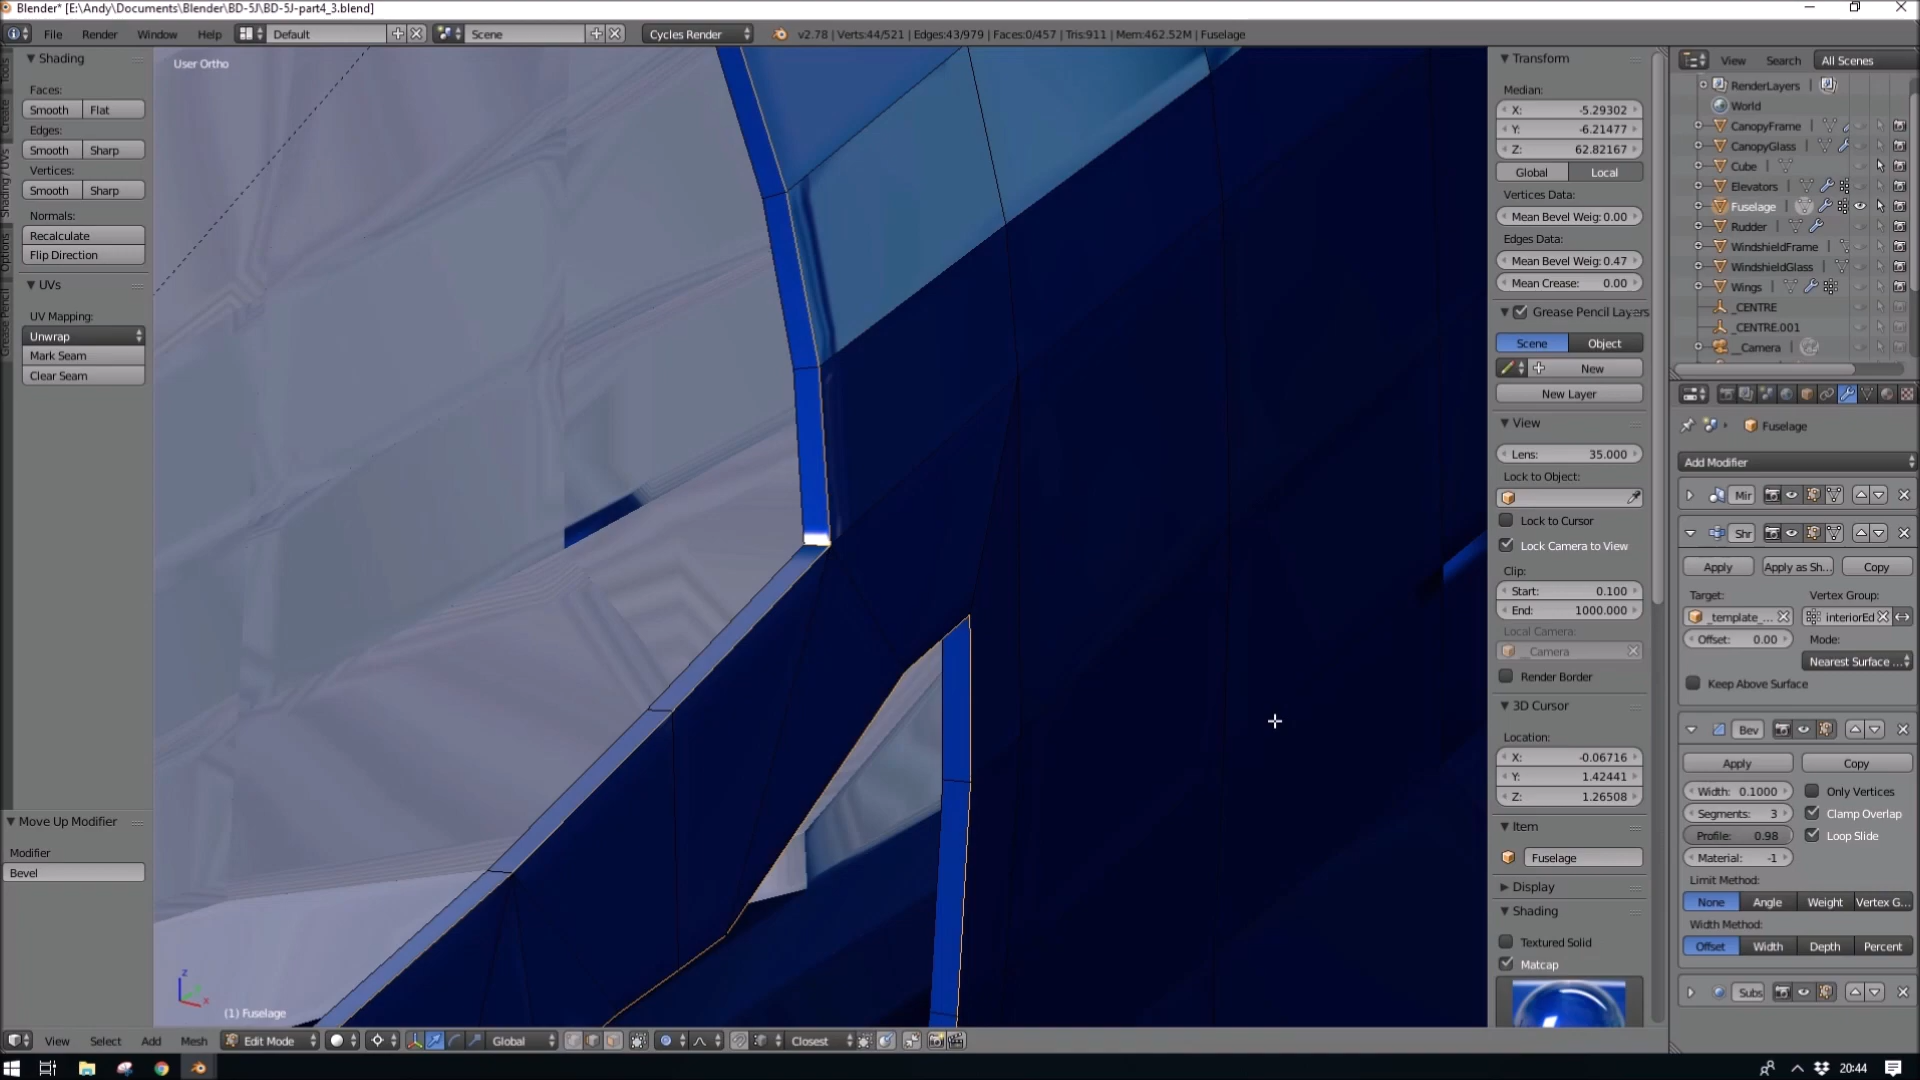 Blender* [E:\Andy\Documents\Blender\BD-5J\BD-5J-part4_3.blend]
File Render Window Help Default Scene Cycles Render v2.78 | Verts:44/521 | Edges:43/979 | Faces:0/457 | Tris:911 | Mem:462.52M | Fuselage
Shading
Faces:
Smooth Flat
Edges:
Smooth Sharp
Vertices:
Smooth Sharp
Normals:
Recalculate
Flip Direction
UVs
UV Mapping:
Unwrap
Mark Seam
Clear Seam
Tools
Create
Shading/UVs
Options
Grease Pencil
Move Up Modifier
Modifier
Bevel
User Ortho
z
x
(1) Fuselage
Transform
Median:
X: -5.29302
Y: -6.21477
Z: 62.82167
Global Local
Vertices Data:
Mean Bevel Weig: 0.00
Edges Data:
Mean Bevel Weig: 0.47
Mean Crease: 0.00
Grease Pencil Layers
Scene Object
New
New Layer
View
Lens: 35.000
Lock to Object:
Lock to Cursor
Lock Camera to View
Clip:
Start: 0.100
End: 1000.000
Local Camera:
__Camera
Render Border
3D Cursor
Location:
X: -0.06716
Y: 1.42441
Z: 1.26508
Item
Fuselage
Display
Shading
Textured Solid
Matcap
View Search All Scenes
RenderLayers
World
CanopyFrame
CanopyGlass
Cube
Elevators
Fuselage
Rudder
WindshieldFrame
WindshieldGlass
Wings
_CENTRE
_CENTRE.001
__Camera
Fuselage
Add Modifier
Mir
Shr
Apply Apply as Sh... Copy
Target: Vertex Group:
_template_... interiorEd
Offset: 0.00 Mode:
Nearest Surface ...
Keep Above Surface
Bev
Apply Copy
Width: 0.1000 Only Vertices
Segments: 3 Clamp Overlap
Profile: 0.98 Loop Slide
Material: -1
Limit Method:
None Angle Weight Vertex G...
Width Method:
Offset Width Depth Percent
Subs
View Select Add Mesh Edit Mode Global Closest
20:44